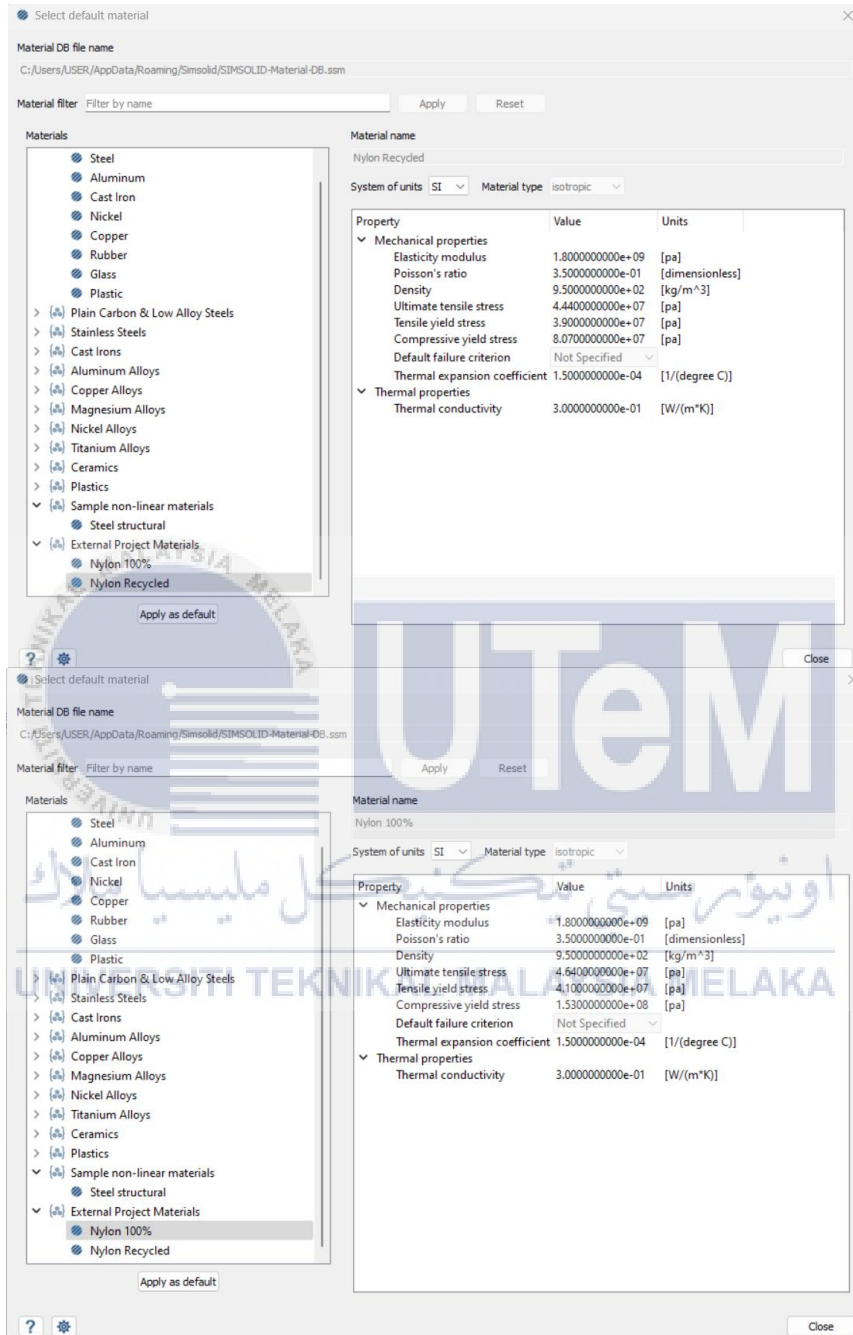 Select default material
Material DB file name
C:/Users/USER/AppData/Roaming/Simsolid/SIMSOLID-Material-DB.ssm
Material filter Filter by name Apply Reset
Materials
Steel
Aluminum
Cast Iron
Nickel
Copper
Rubber
Glass
Plastic
Plain Carbon & Low Alloy Steels
Stainless Steels
Cast Irons
Aluminum Alloys
Copper Alloys
Magnesium Alloys
Nickel Alloys
Titanium Alloys
Ceramics
Plastics
Sample non-linear materials
Steel structural
External Project Materials
Nylon 100%
Nylon Recycled
Apply as default
Material name
Nylon Recycled
System of units SI Material type isotropic
Property Value Units
Mechanical properties
Elasticity modulus 1.8000000000e+09 [pa]
Poisson's ratio 3.5000000000e-01 [dimensionless]
Density 9.5000000000e+02 [kg/m^3]
Ultimate tensile stress 4.4400000000e+07 [pa]
Tensile yield stress 3.9000000000e+07 [pa]
Compressive yield stress 8.0700000000e+07 [pa]
Default failure criterion Not Specified
Thermal expansion coefficient 1.5000000000e-04 [1/(degree C)]
Thermal properties
Thermal conductivity 3.0000000000e-01 [W/(m*K)]
? Close
Select default material
Material DB file name
C:/Users/USER/AppData/Roaming/Simsolid/SIMSOLID-Material-DB.ssm
Material filter Filter by name Apply Reset
Materials
Steel
Aluminum
Cast Iron
Nickel
Copper
Rubber
Glass
Plastic
Plain Carbon & Low Alloy Steels
Stainless Steels
Cast Irons
Aluminum Alloys
Copper Alloys
Magnesium Alloys
Nickel Alloys
Titanium Alloys
Ceramics
Plastics
Sample non-linear materials
Steel structural
External Project Materials
Nylon 100%
Nylon Recycled
Apply as default
Material name
Nylon 100%
System of units SI Material type isotropic
Property Value Units
Mechanical properties
Elasticity modulus 1.8000000000e+09 [pa]
Poisson's ratio 3.5000000000e-01 [dimensionless]
Density 9.5000000000e+02 [kg/m^3]
Ultimate tensile stress 4.6400000000e+07 [pa]
Tensile yield stress 4.1000000000e+07 [pa]
Compressive yield stress 1.5300000000e+08 [pa]
Default failure criterion Not Specified
Thermal expansion coefficient 1.5000000000e-04 [1/(degree C)]
Thermal properties
Thermal conductivity 3.0000000000e-01 [W/(m*K)]
? Close
UTeM
اونيۏرسيتي تيكنيكل مليسيا ملاك
UNIVERSITI TEKNIKAL MALAYSIA MELAKA